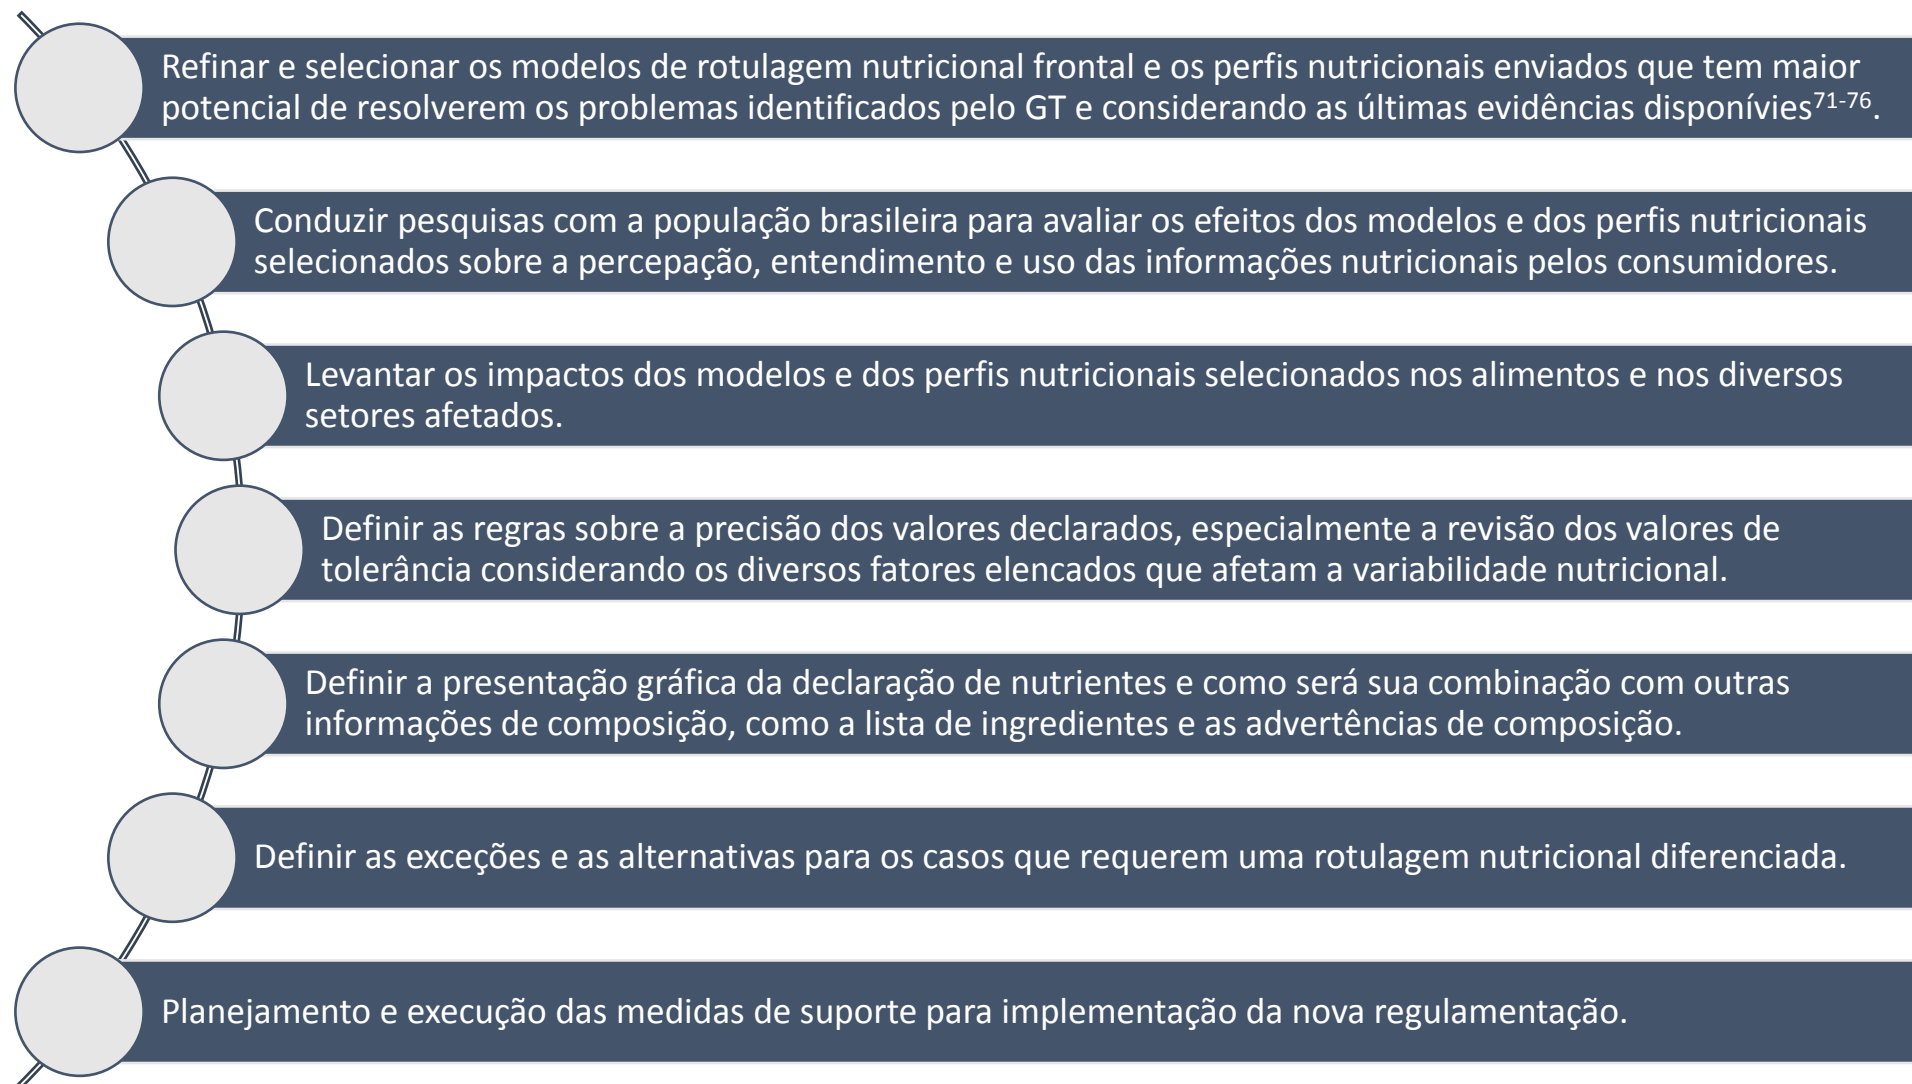 Refinar e selecionar os modelos de rotulagem nutricional frontal e os perfis nutricionais enviados que tem maior
potencial de resolverem os problemas identificados pelo GT e considerando as últimas evidências disponívies71-76.
Conduzir pesquisas com a população brasileira para avaliar os efeitos dos modelos e dos perfis nutricionais
selecionados sobre a percepação, entendimento e uso das informações nutricionais pelos consumidores.
Levantar os impactos dos modelos e dos perfis nutricionais selecionados nos alimentos e nos diversos
setores afetados.
Definir as regras sobre a precisão dos valores declarados, especialmente a revisão dos valores de
tolerância considerando os diversos fatores elencados que afetam a variabilidade nutricional.
Definir a presentação gráfica da declaração de nutrientes e como será sua combinação com outras
informações de composição, como a lista de ingredientes e as advertências de composição.
Definir as exceções e as alternativas para os casos que requerem uma rotulagem nutricional diferenciada.
Planejamento e execução das medidas de suporte para implementação da nova regulamentação.